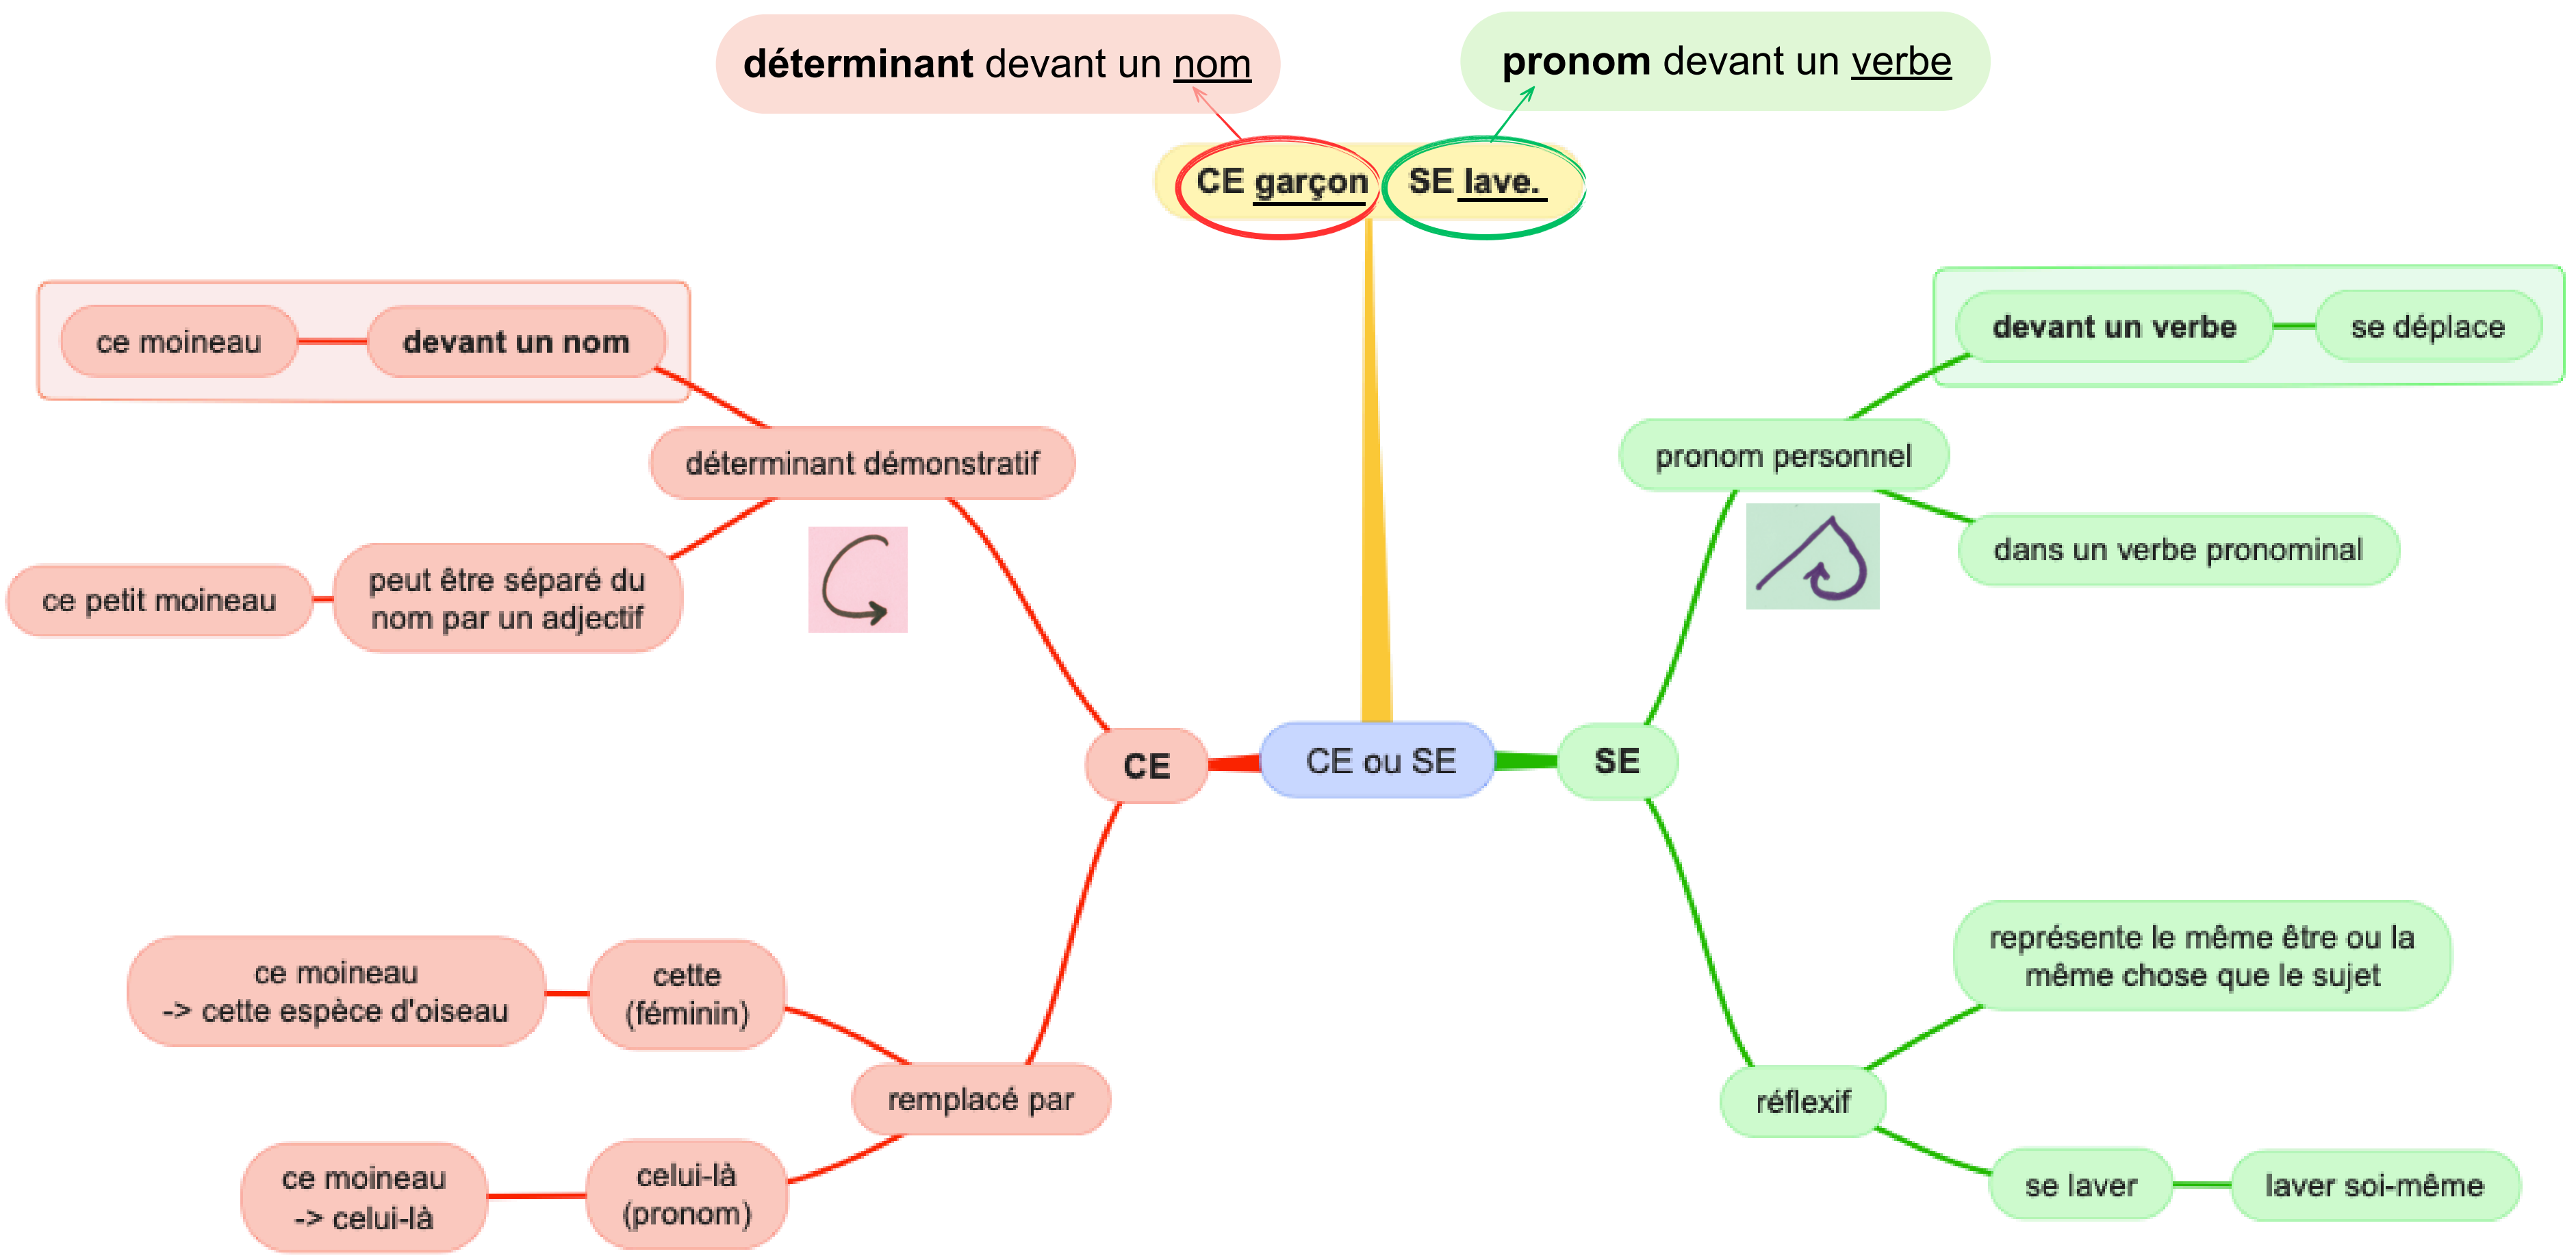 déterminant devant un nom
pronom devant un verbe
CE garçon SE lave.
ce moineau
devant un nom
déterminant démonstratif
ce petit moineau
peut être séparé du
nom par un adjectif
devant un verbe
se déplace
pronom personnel
dans un verbe pronominal
CE
CE ou SE
SE
ce moineau
-> cette espèce d'oiseau
cette
(féminin)
remplacé par
ce moineau
-> celui-là
celui-là
(pronom)
représente le même être ou la
même chose que le sujet
réflexif
se laver
laver soi-même